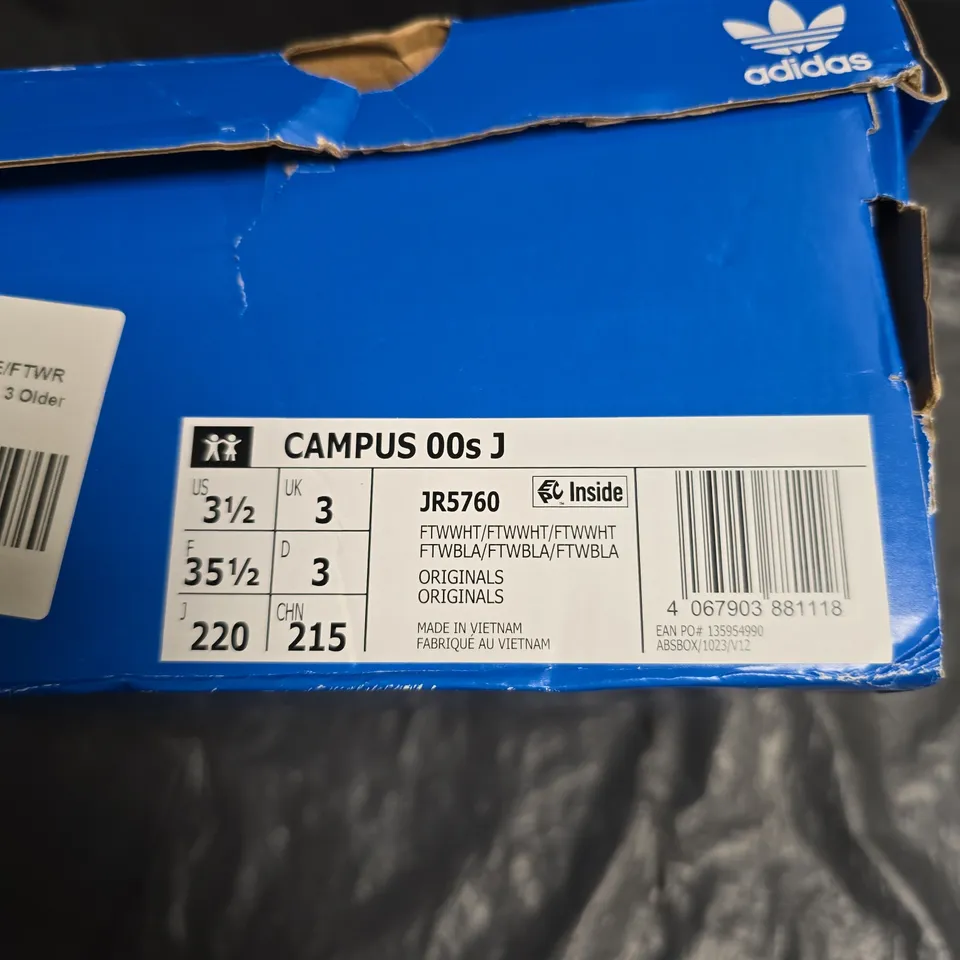 adidas
/FTWR
3 Older
CAMPUS 00s J
US
3½
UK
3
F
35½
D
3
J
220
CHN
215
JR5760
Inside
FTWWHT/FTWWHT/FTWWHT
FTWBLA/FTWBLA/FTWBLA
ORIGINALS
ORIGINALS
MADE IN VIETNAM
FABRIQUÉ AU VIETNAM
4 067903 881118
EAN PO# 135954990
ABSBOX/1023/V12